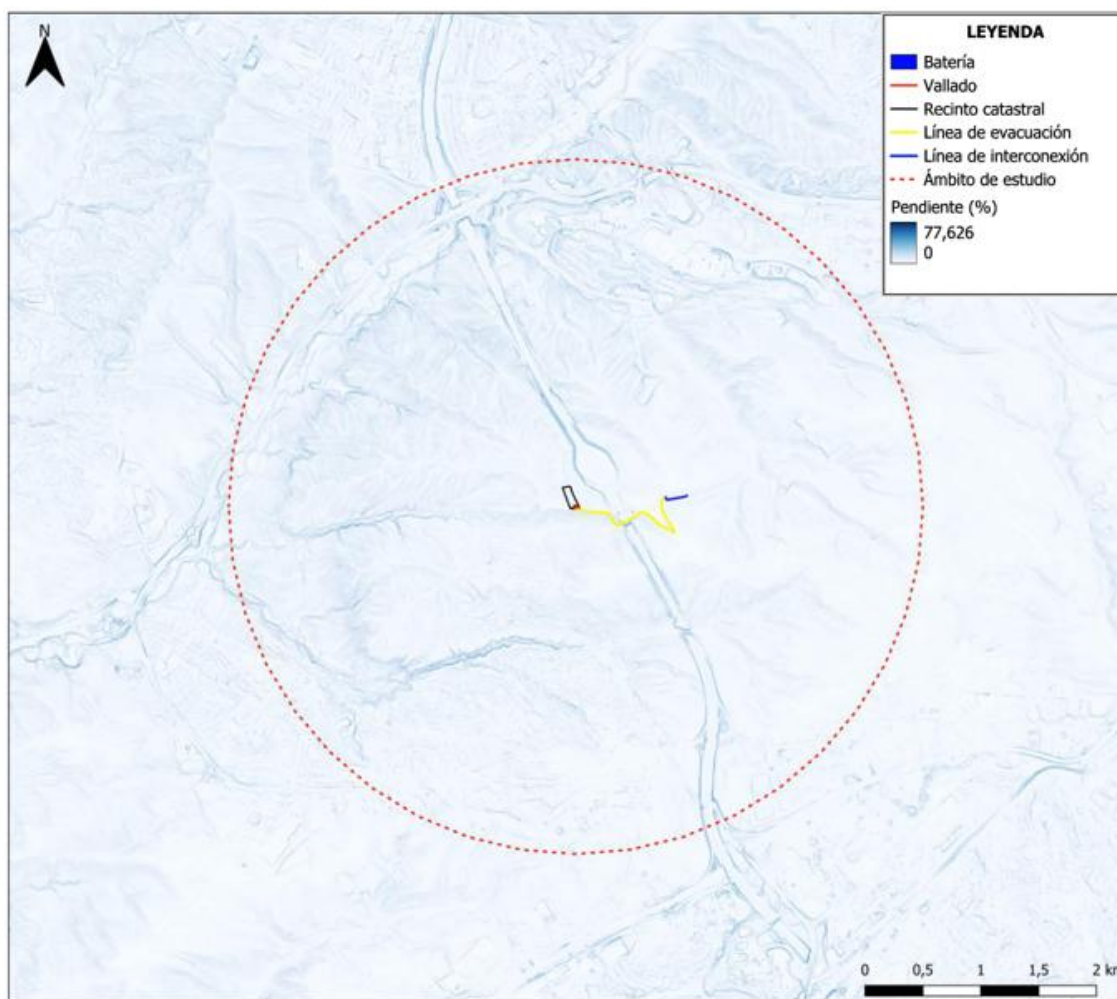 N
LEYENDA
Batería
Vallado
Recinto catastral
Línea de evacuación
Línea de interconexión
Ámbito de estudio
Pendiente (%)
77,626
0
0 0,5 1 1,5 2 km